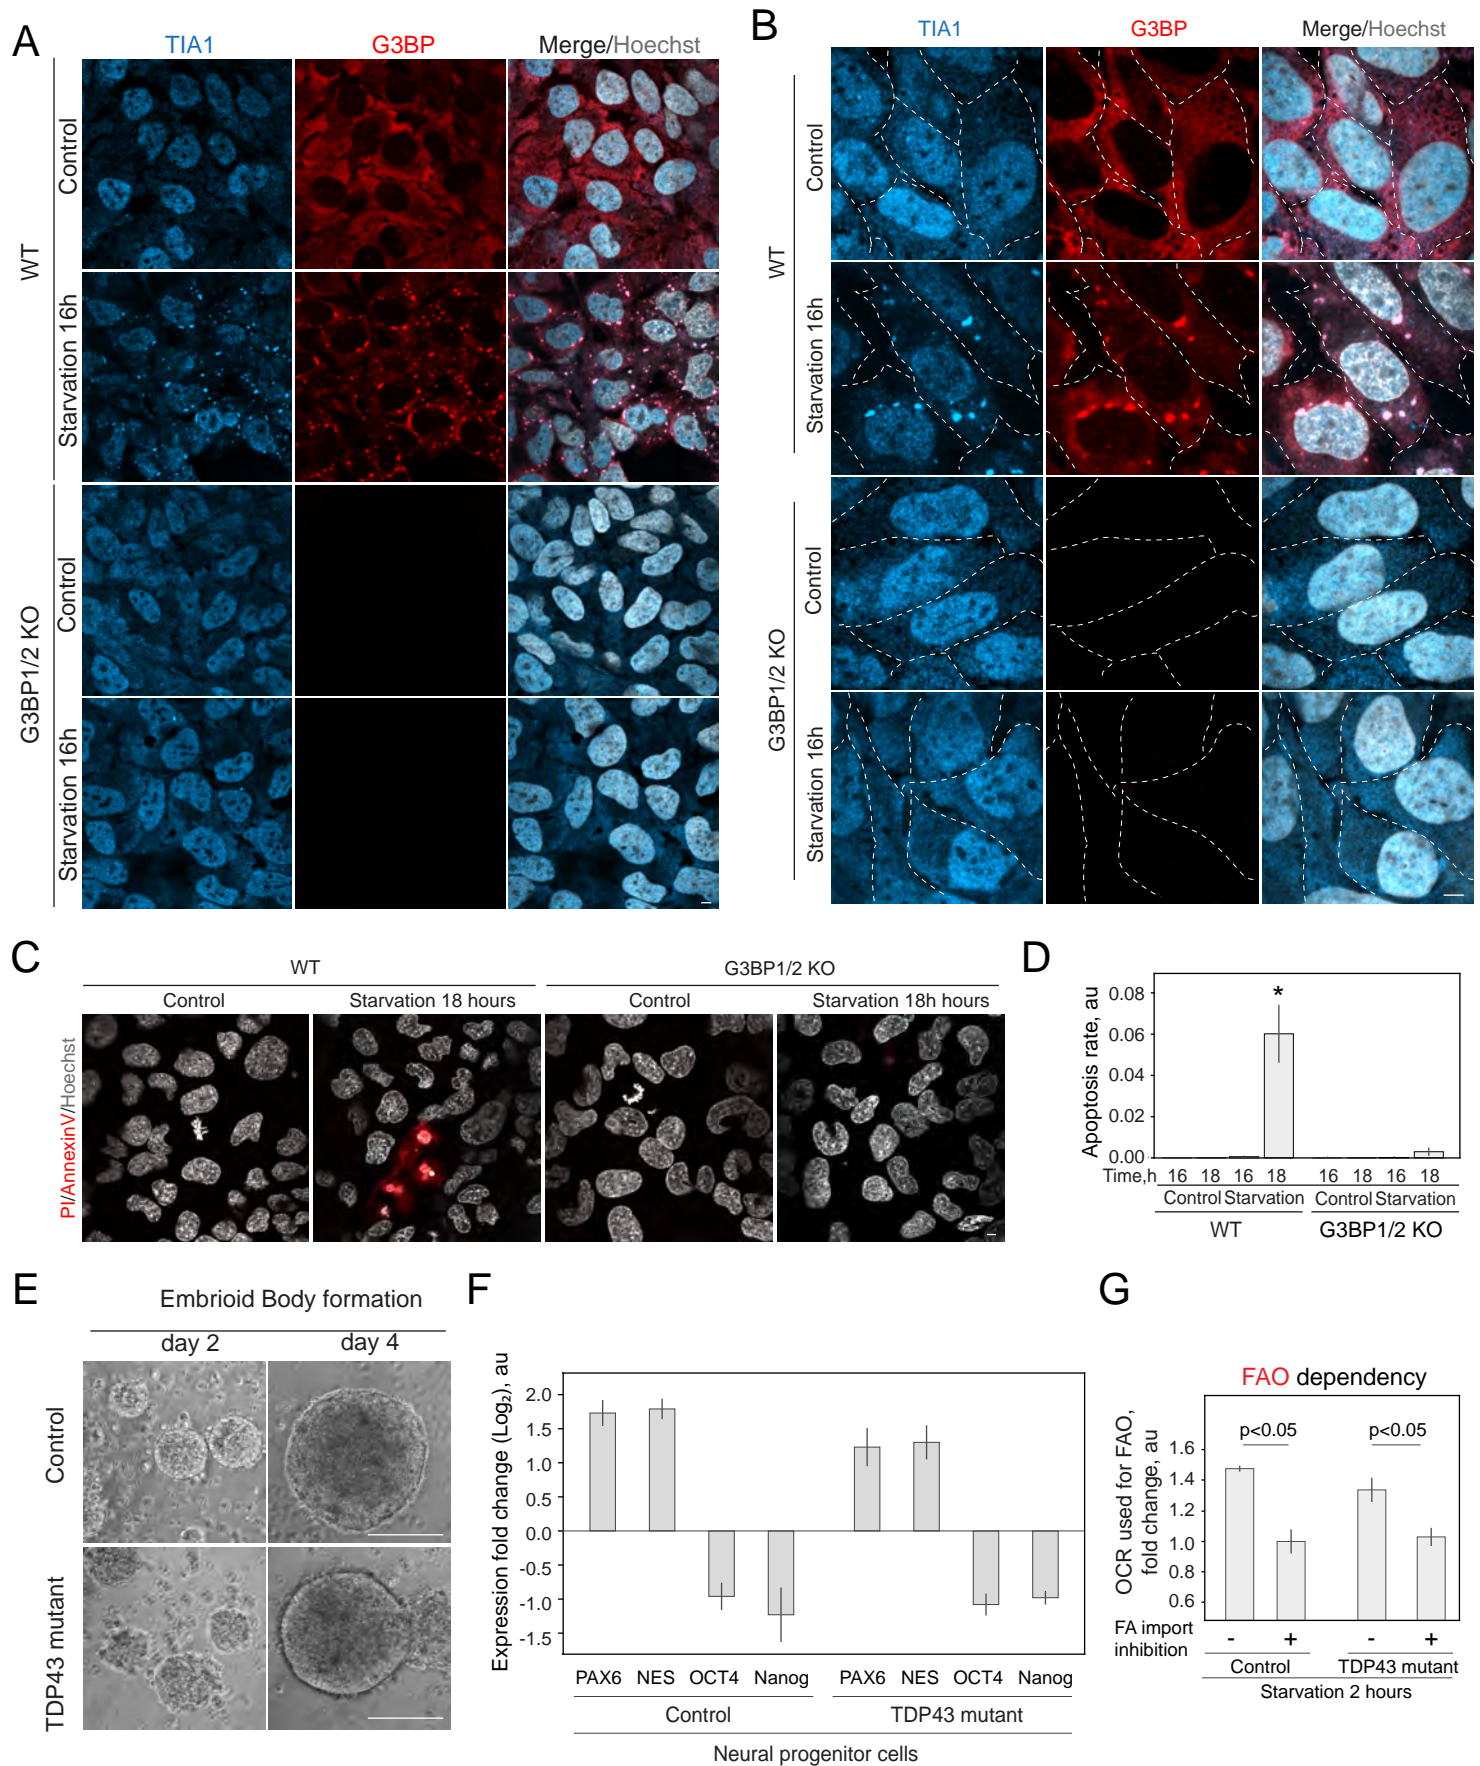 A
TIA1 G3BP Merge/Hoechst
WT
Control
Starvation 16h
G3BP1/2 KO
Control
Starvation 16h
B
TIA1 G3BP Merge/Hoechst
WT
Control
Starvation 16h
G3BP1/2 KO
Control
Starvation 16h
C
WT G3BP1/2 KO
Control Starvation 18 hours Control Starvation 18h hours
PI/AnnexinV/Hoechst
D
Apoptosis rate, au
0.08
0.06
0.04
0.02
0.00
*
Time,h 16 18 16 18 16 18 16 18
Control Starvation Control Starvation
WT G3BP1/2 KO
E
Embrioid Body formation
day 2 day 4
Control
TDP43 mutant
F
Expression fold change (Log₂), au
2.0
1.5
1.0
0.5
0.0
-0.5
-1.0
-1.5
PAX6 NES OCT4 Nanog PAX6 NES OCT4 Nanog
Control TDP43 mutant
Neural progenitor cells
G
FAO dependency
OCR used for FAO,
fold change, au
p<0.05 p<0.05
1.6
1.4
1.2
1.0
0.8
0.6
FA import
inhibition
- + - +
Control TDP43 mutant
Starvation 2 hours